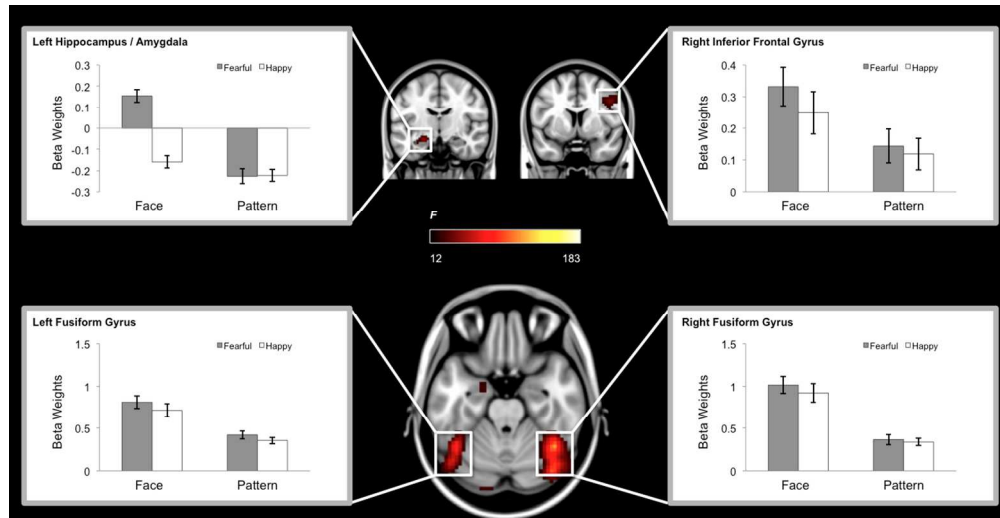 Left Hippocampus / Amygdala
Fearful Happy
Beta Weights
0.3
0.2
0.1
0
-0.1
-0.2
-0.3
Face Pattern
Right Inferior Frontal Gyrus
Fearful Happy
Beta Weights
0.4
0.3
0.2
0.1
0
Face Pattern
F
12 183
Left Fusiform Gyrus
Fearful Happy
Beta Weights
1.5
1
0.5
0
Face Pattern
Right Fusiform Gyrus
Fearful Happy
Beta Weights
1.5
1
0.5
0
Face Pattern